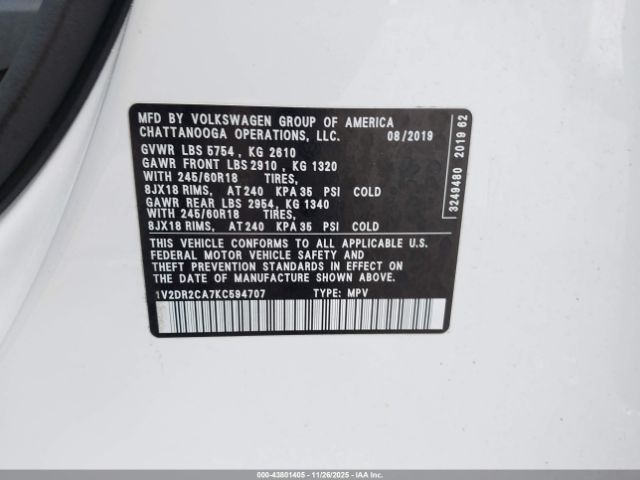 MFD BY VOLKSWAGEN GROUP OF AMERICA
CHATTANOOGA OPERATIONS, LLC. 08/2019
GVWR LBS 5754 , KG 2610
GAWR FRONT LBS 2910 , KG 1320
WITH 245/60R18 TIRES,
8JX18 RIMS, AT 240 KPA 35 PSI COLD
GAWR REAR LBS 2954, KG 1340
WITH 245/60R18 TIRES,
8JX18 RIMS, AT 240 KPA 35 PSI COLD
THIS VEHICLE CONFORMS TO ALL APPLICABLE U.S.
FEDERAL MOTOR VEHICLE SAFETY AND
THEFT PREVENTION STANDARDS IN EFFECT ON
THE DATE OF MANUFACTURE SHOWN ABOVE.
1V2DR2CA7KC594707 TYPE: MPV
3249480 2019 62
000-43801405 - 11/26/2025 - IAAI.COM